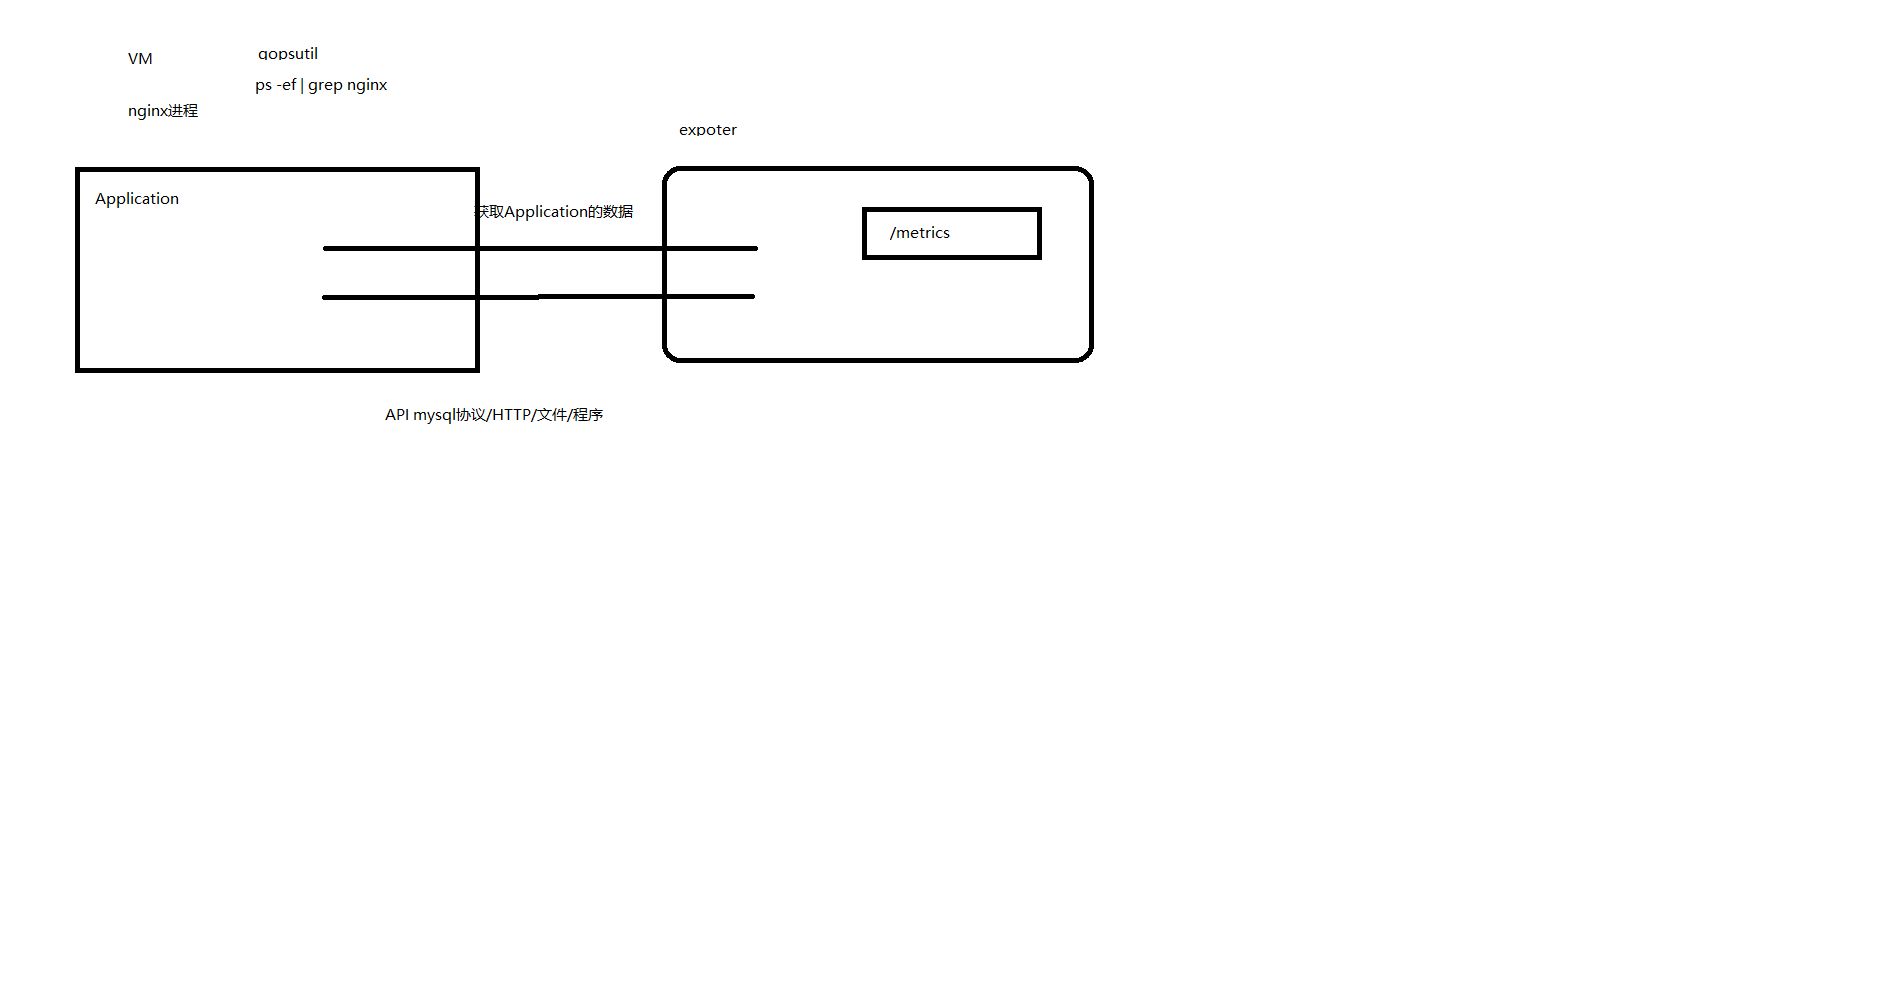 VM
gopsutil
ps -ef | grep nginx
nginx进程
expoter
Application
获取Application的数据
/metrics
API mysql协议/HTTP/文件/程序